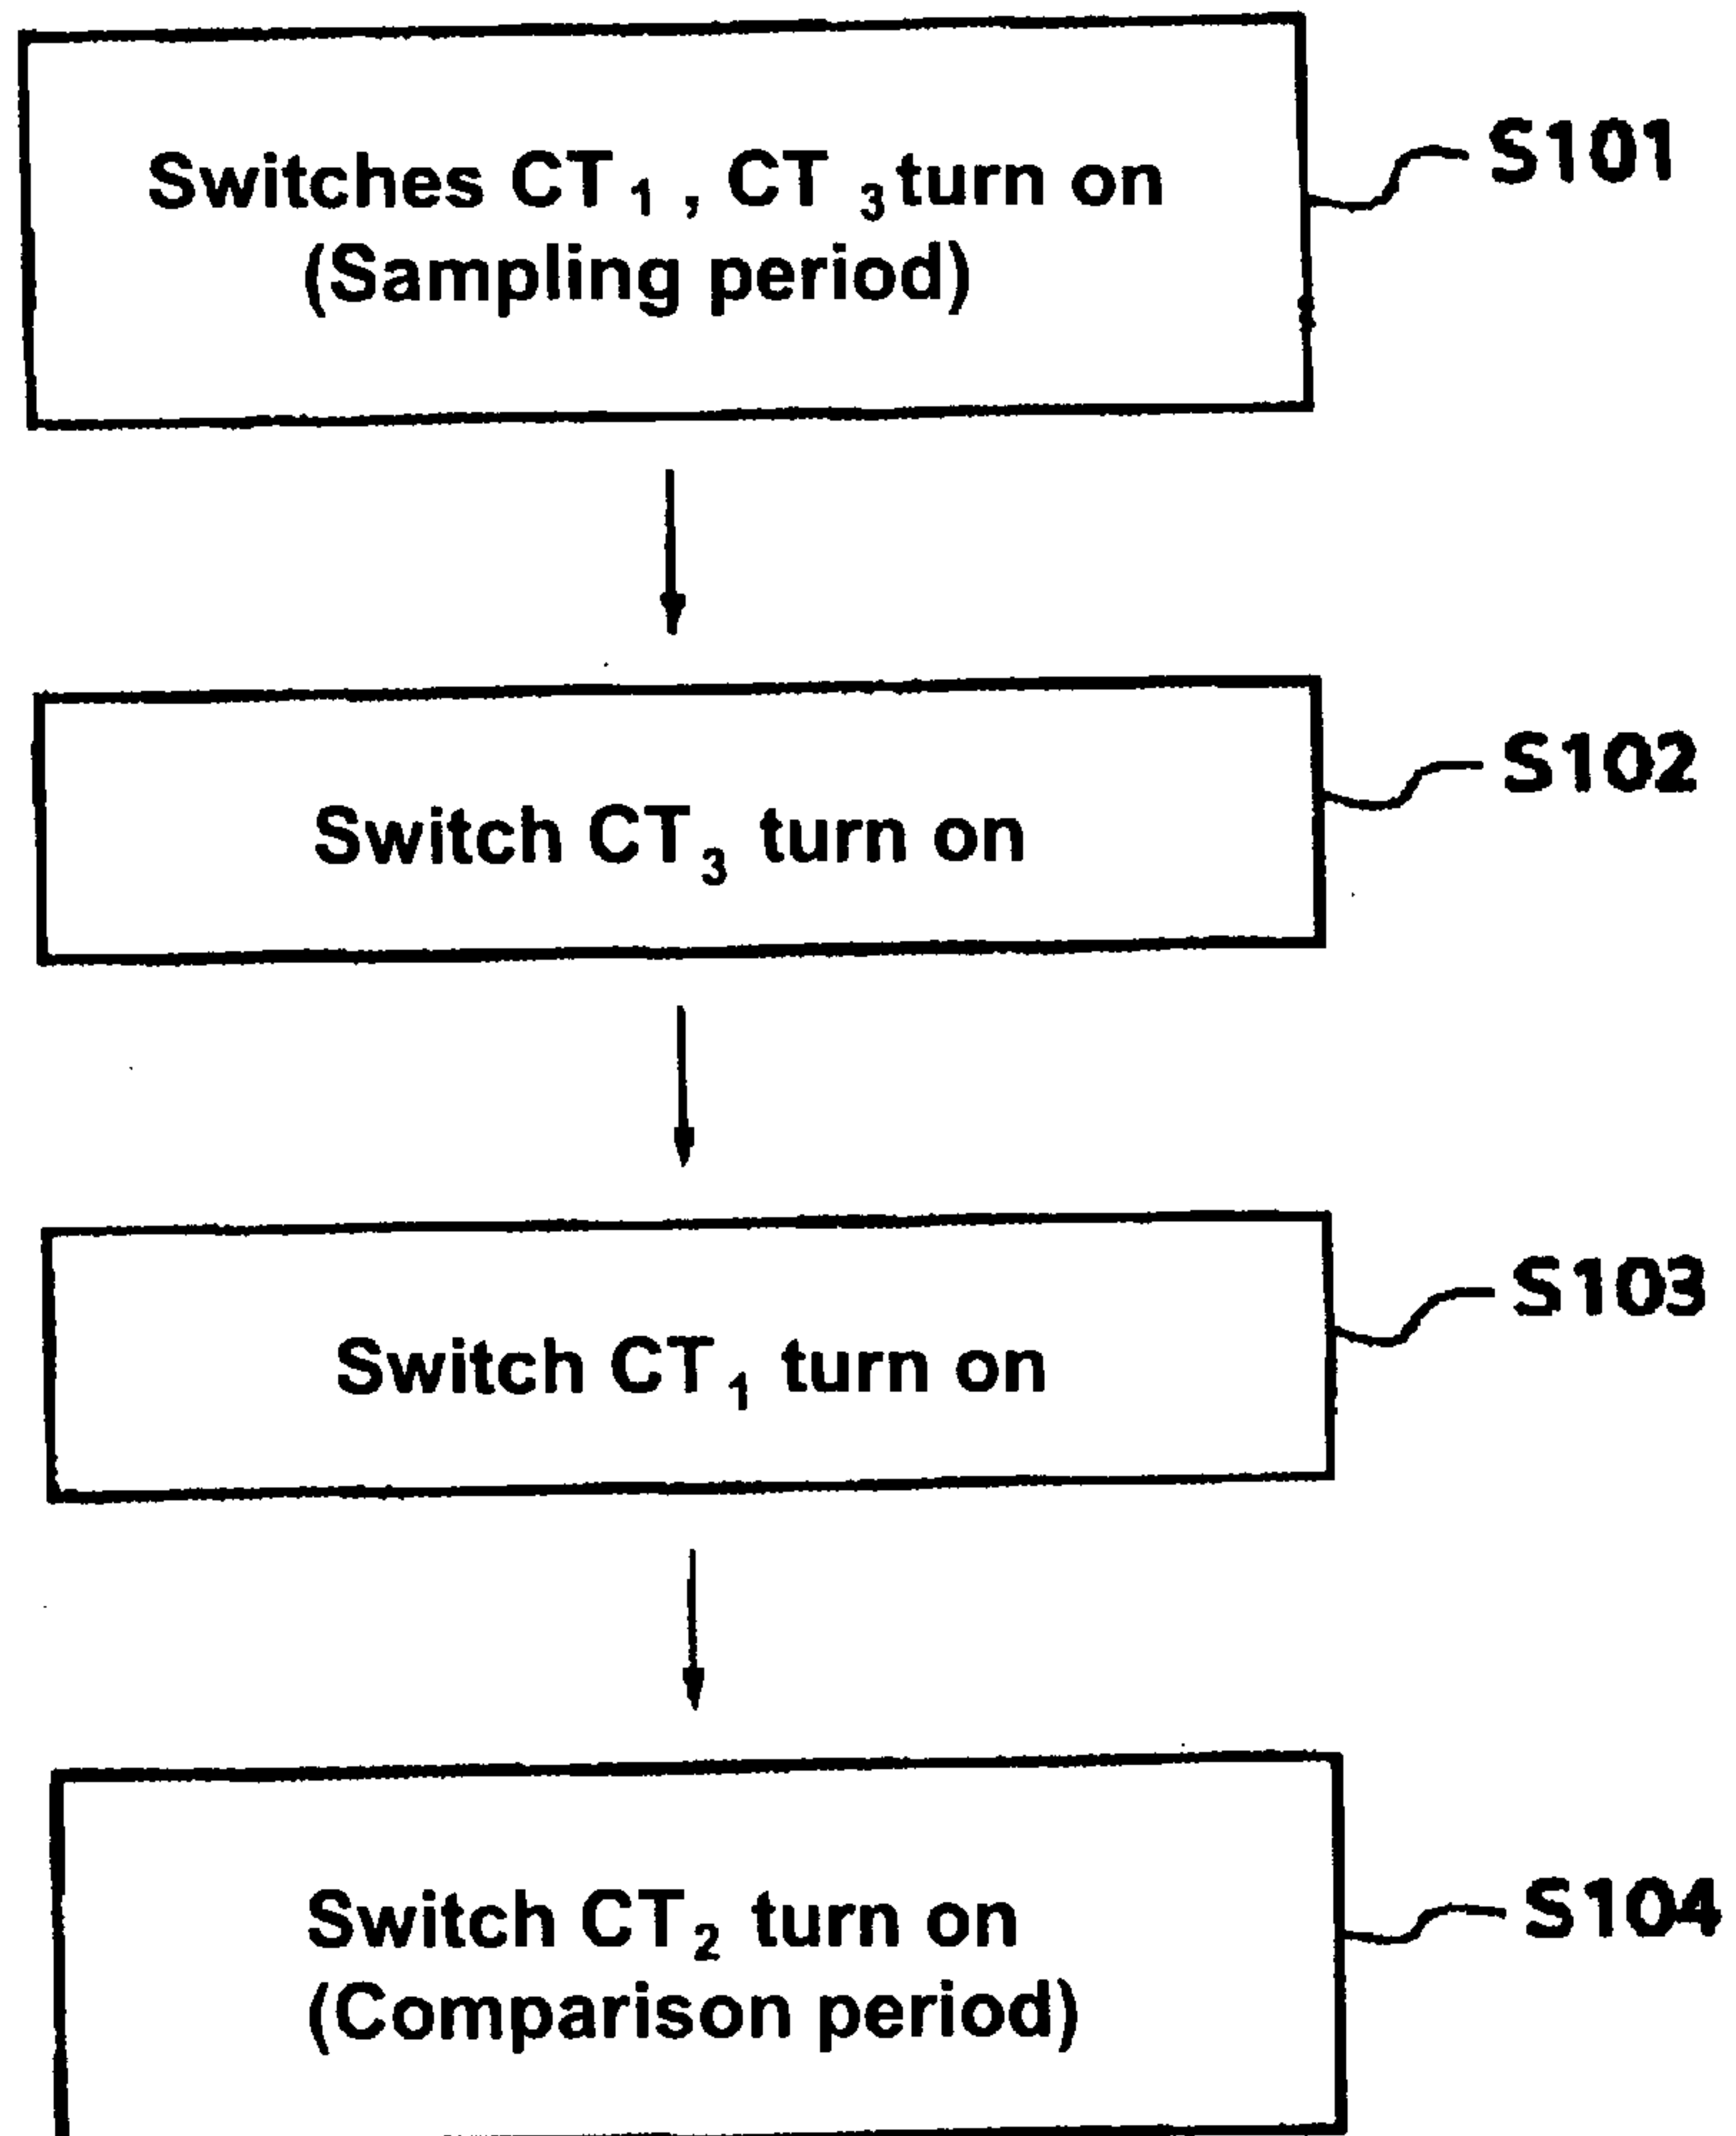 Switches CT₁, CT₃ turn on
(Sampling period)
S101
Switch CT₃ turn on
S102
Switch CT₁ turn on
S103
Switch CT₂ turn on
(Comparison period)
S104